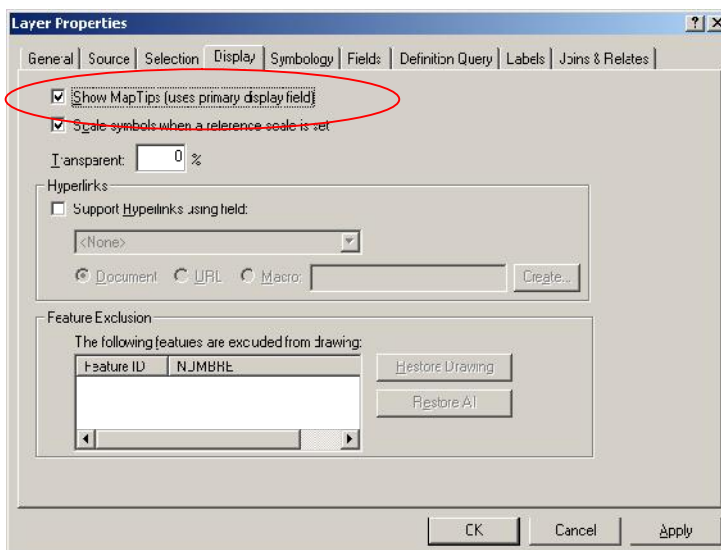 Layer Properties
General Source Selection Display Symbology Fields Definition Query Labels Joins & Relates
Show MapTips (uses primary display field)
Scale symbols when a reference scale is set
Transparent: 0 %
Hyperlinks
Support Hyperlinks using field:
<None>
Document URL Macro: Create...
Feature Exclusion
The following features are excluded from drawing:
Feature ID NOMBRE
Restore Drawing
Restore All
OK Cancel Apply